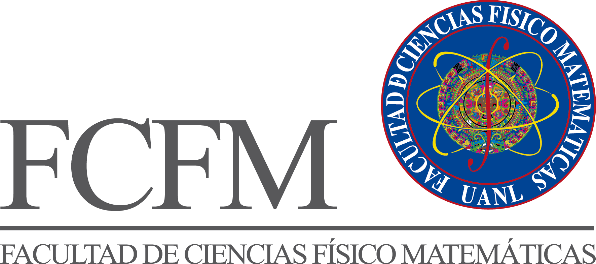 FCFM
FACULTAD DE CIENCIAS FISICO MATEMATICAS
UANL
FACULTAD DE CIENCIAS FÍSICO MATEMÁTICAS